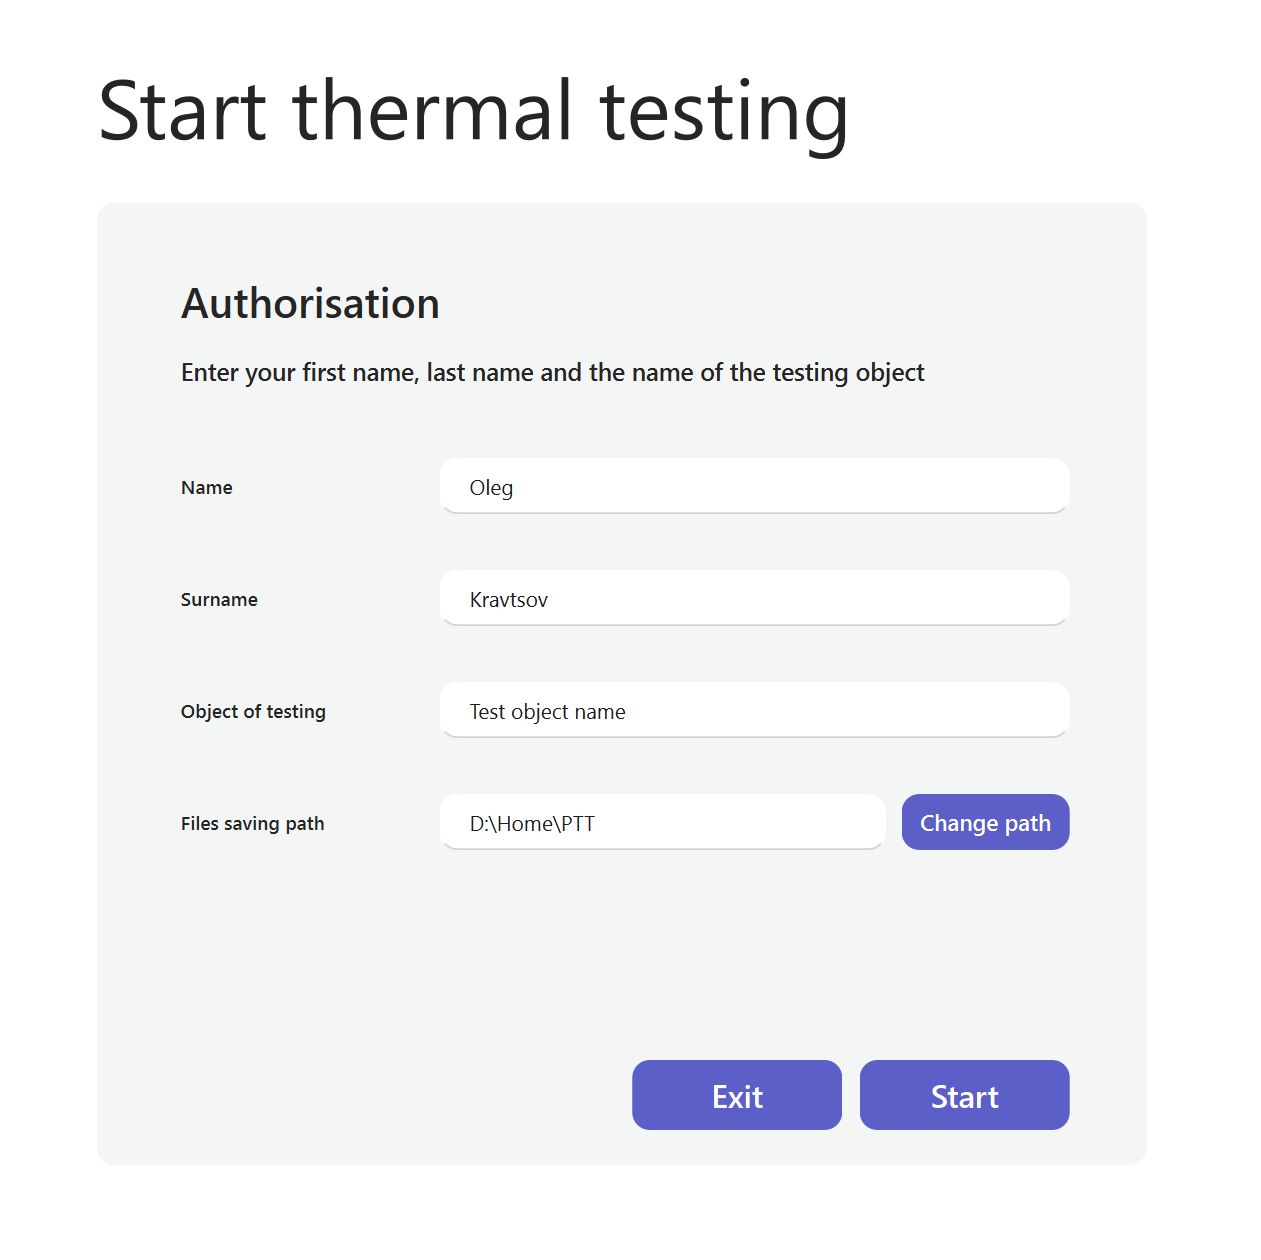 Start thermal testing
Authorisation
Enter your first name, last name and the name of the testing object
Name
Oleg
Surname
Kravtsov
Object of testing
Test object name
Files saving path
D:\Home\PTT
Change path
Exit
Start